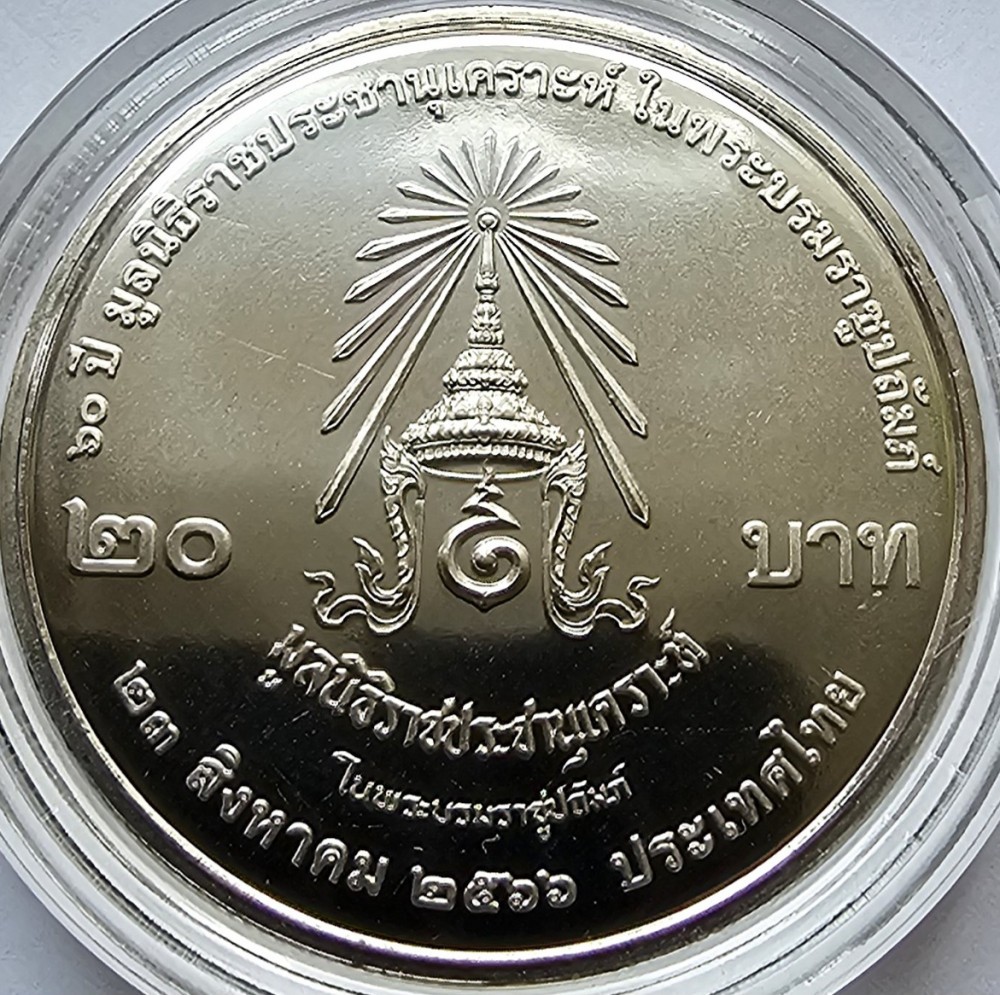 ๖๐ ปี มูลนิธิราชประชานุเคราะห์ ในพระบรมราชูปถัมภ์
๒๐ บาท
มูลนิธิราชประชานุเคราะห์
ในพระบรมราชูปถัมภ์
๒๓ สิงหาคม ๒๕๖๖ ประเทศไทย